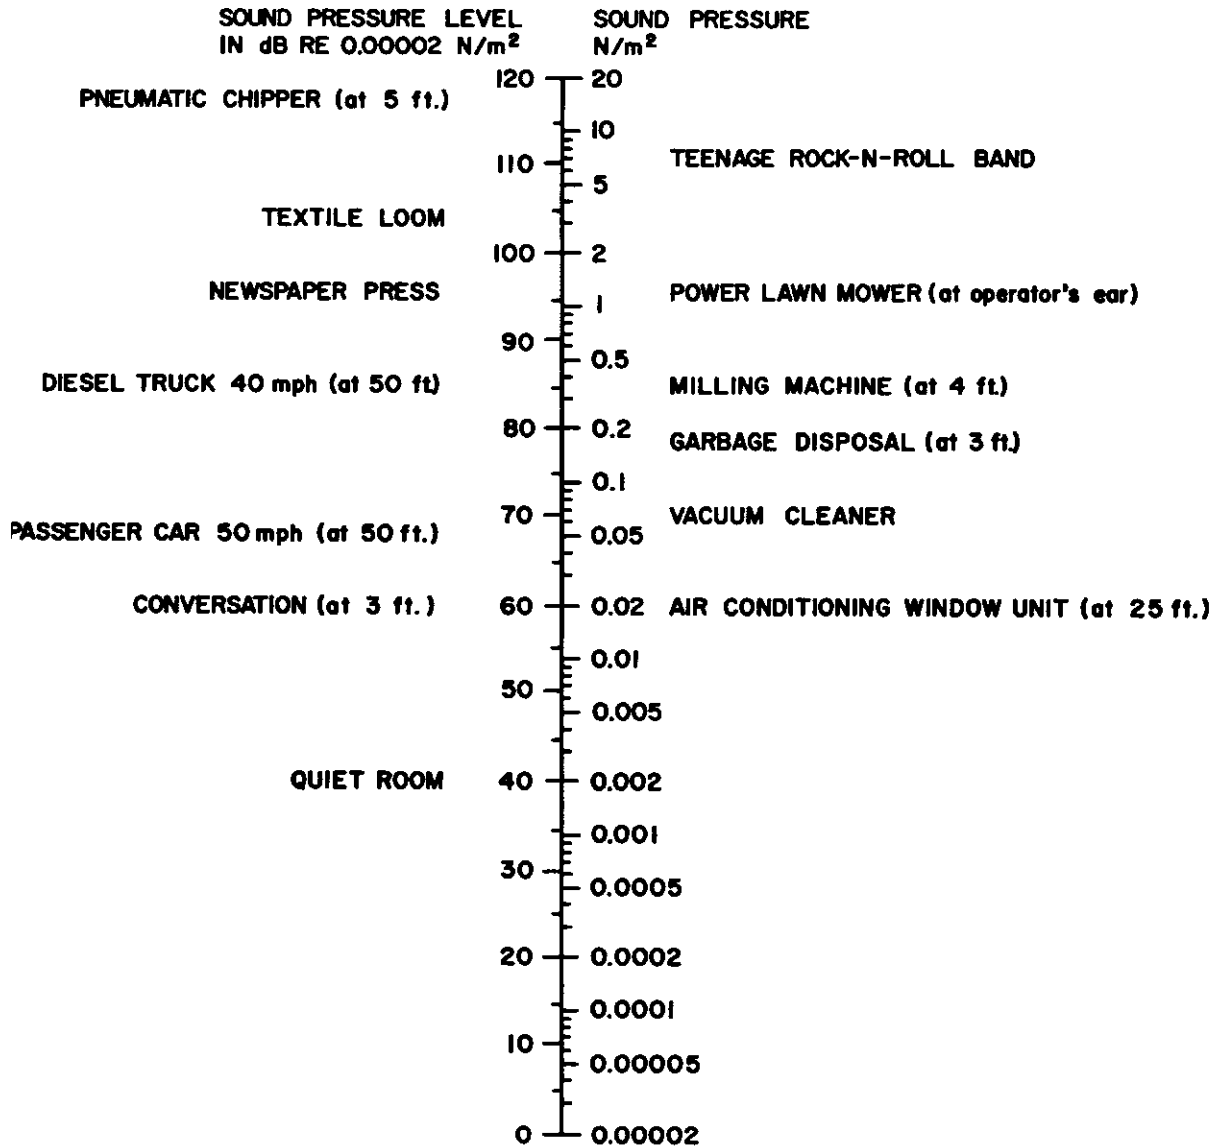 SOUND PRESSURE LEVEL
IN dB RE 0.00002 N/m²
SOUND PRESSURE
N/m²
120 20
PNEUMATIC CHIPPER (at 5 ft.)
10
110 TEENAGE ROCK-N-ROLL BAND
5
TEXTILE LOOM
100 2
NEWSPAPER PRESS POWER LAWN MOWER (at operator's ear)
1
90
0.5
DIESEL TRUCK 40 mph (at 50 ft.) MILLING MACHINE (at 4 ft.)
80 0.2
GARBAGE DISPOSAL (at 3 ft.)
0.1
70 VACUUM CLEANER
PASSENGER CAR 50 mph (at 50 ft.) 0.05
CONVERSATION (at 3 ft.) 60 0.02 AIR CONDITIONING WINDOW UNIT (at 25 ft.)
0.01
50
0.005
QUIET ROOM 40 0.002
0.001
30
0.0005
20 0.0002
0.0001
10
0.00005
0 0.00002